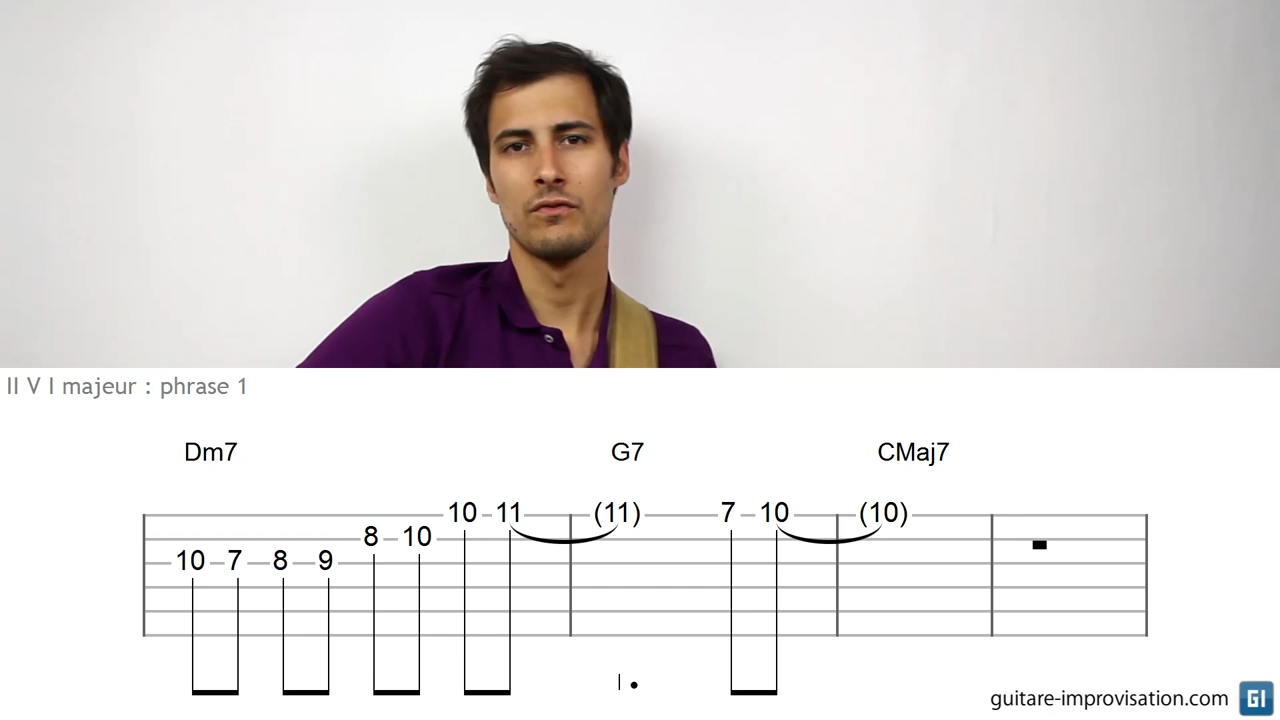 II V I majeur : phrase 1
Dm7 G7 CMaj7
10 11 (11) 7 10 (10)
8 10
10 7 8 9
guitare-improvisation.com GI